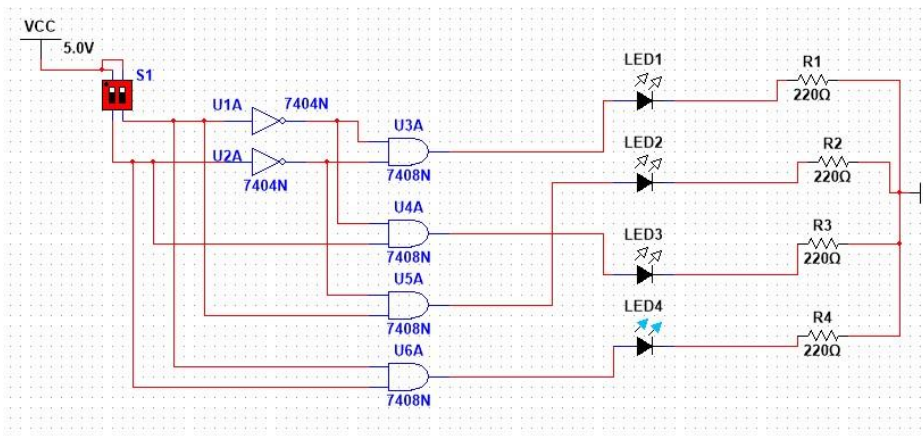 VCC
5.0V
S1
U1A
7404N
U2A
7404N
U3A
7408N
U4A
7408N
U5A
7408N
U6A
7408N
LED1
LED2
LED3
LED4
R1
220Ω
R2
220Ω
R3
220Ω
R4
220Ω